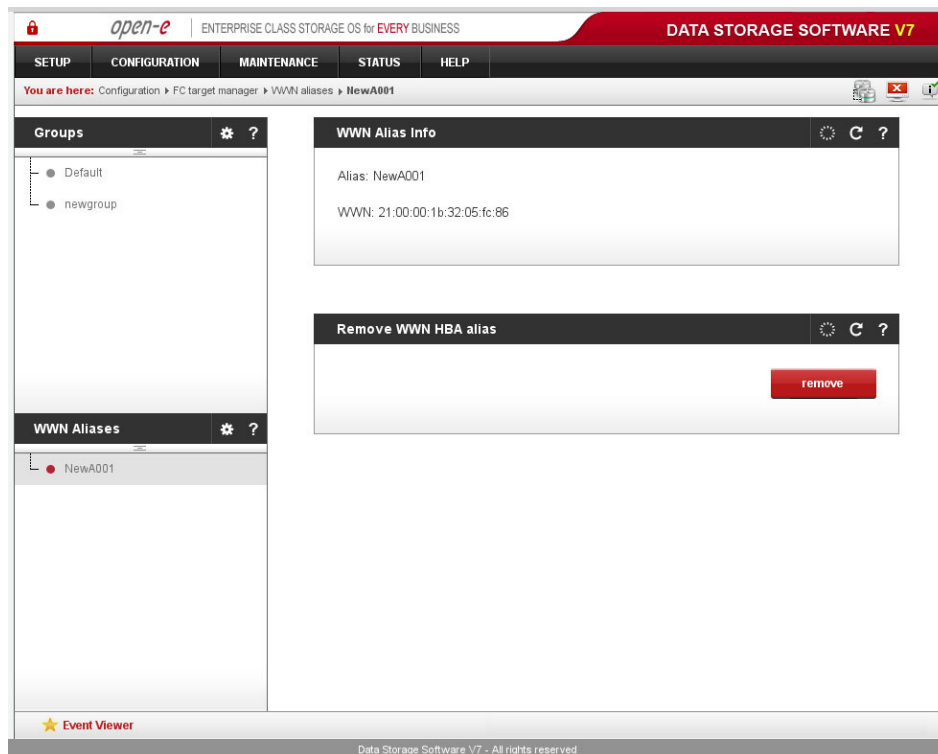 open-e ENTERPRISE CLASS STORAGE OS for EVERY BUSINESS
DATA STORAGE SOFTWARE V7
SETUP CONFIGURATION MAINTENANCE STATUS HELP
You are here: Configuration FC target manager WWN aliases NewA001
Groups ?
Default
newgroup
WWN Aliases ?
NewA001
WWN Alias Info ?
Alias: NewA001
WWN: 21:00:00:1b:32:05:fc:86
Remove WWN HBA alias ?
remove
Event Viewer
Data Storage Software V7 - All rights reserved